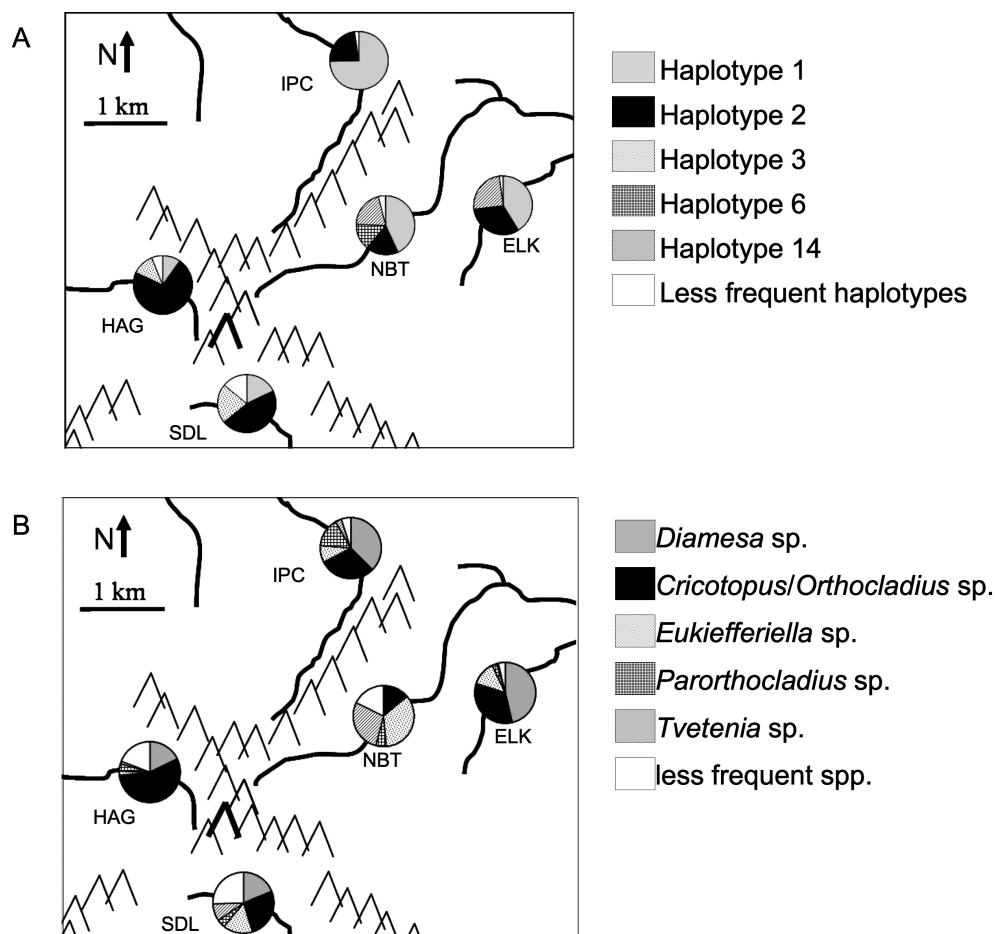 A
N
1 km
IPC
NBT
ELK
HAG
SDL
Haplotype 1
Haplotype 2
Haplotype 3
Haplotype 6
Haplotype 14
Less frequent haplotypes
B
N
1 km
IPC
NBT
ELK
HAG
SDL
Diamesa sp.
Cricotopus/Orthocladius sp.
Eukiefferiella sp.
Parorthocladius sp.
Tvetenia sp.
less frequent spp.